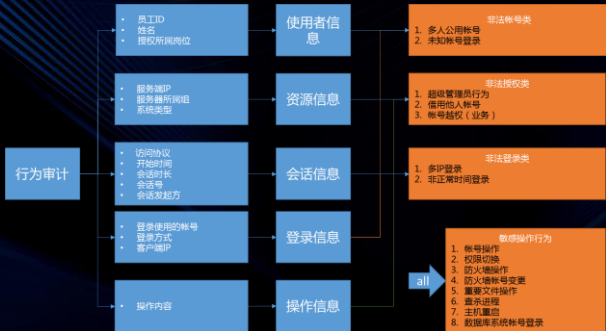 行为审计
员工ID
姓名
授权所属岗位
使用者信息
服务端IP
服务器所属组
系统类型
资源信息
访问协议
开始时间
会话时长
会话号
会话发起方
会话信息
登录使用的帐号
登录方式
客户端IP
登录信息
操作内容
操作信息
非法帐号类
1. 多人公用帐号
2. 未知帐号登录
非法授权类
1. 超级管理员行为
2. 借用他人帐号
3. 帐号越权（业务）
非法登录类
1. 多IP登录
2. 非正常时间登录
all
敏感操作行为
1. 帐号操作
2. 权限切换
3. 防火墙操作
4. 防火墙帐号变更
5. 重要文件操作
6. 查杀进程
7. 主机重启
8. 数据库系统帐号登录